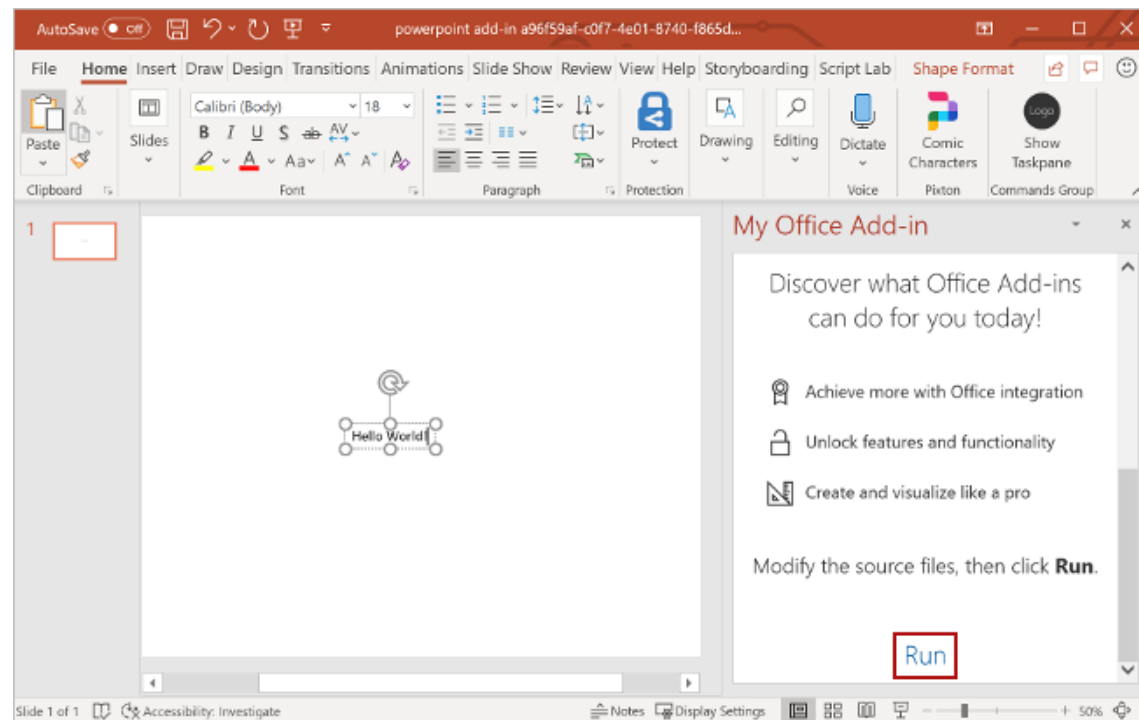 AutoSave Off powerpoint add-in a96f59af-c0f7-4e01-8740-f865d...
File Home Insert Draw Design Transitions Animations Slide Show Review View Help Storyboarding Script Lab Shape Format
Calibri (Body) 18
B I U S ab AV
A Aa A A A
Paste
Slides
Protect
Drawing
Editing
Dictate
Comic Characters
Logo
Show Taskpane
Clipboard Font Paragraph Protection Voice Pixton Commands Group
1
Hello World!
My Office Add-in
Discover what Office Add-ins
can do for you today!
Achieve more with Office integration
Unlock features and functionality
Create and visualize like a pro
Modify the source files, then click Run.
Run
Slide 1 of 1 Accessibility: Investigate Notes Display Settings 50%